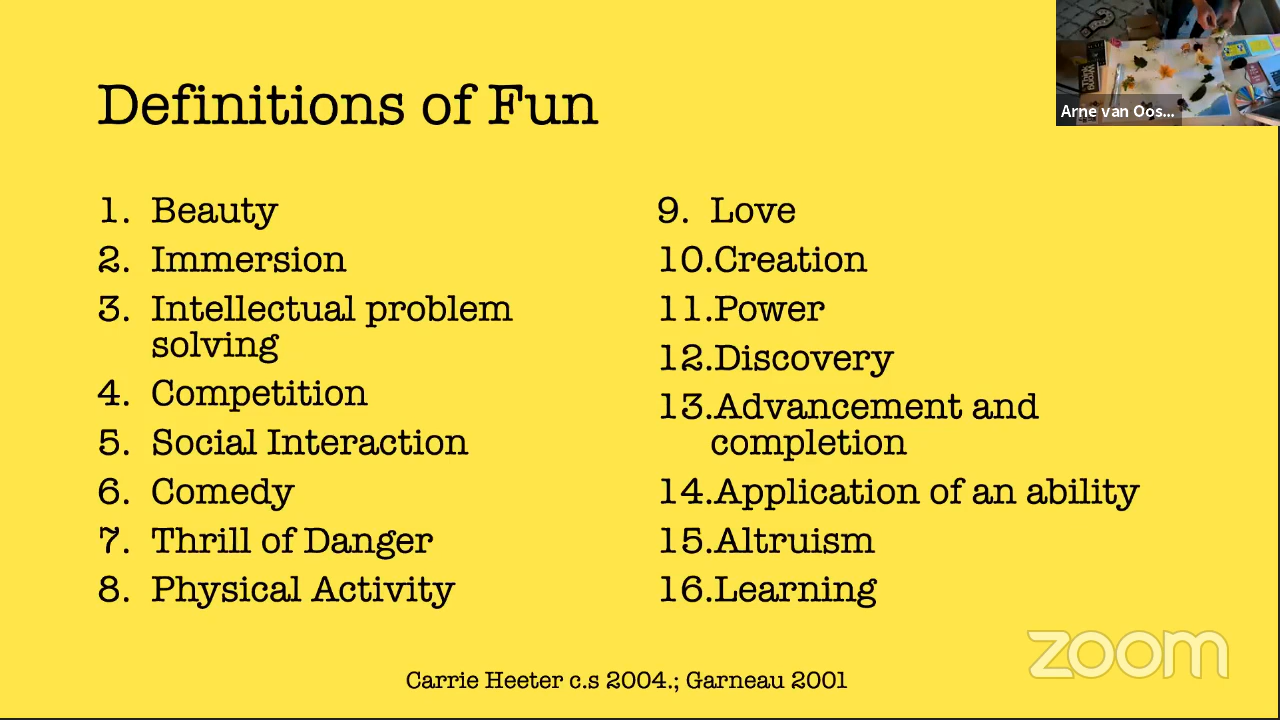 Definitions of Fun
1. Beauty
2. Immersion
3. Intellectual problem
solving
4. Competition
5. Social Interaction
6. Comedy
7. Thrill of Danger
8. Physical Activity
9. Love
10.Creation
11.Power
12.Discovery
13.Advancement and
completion
14.Application of an ability
15.Altruism
16.Learning
Carrie Heeter c.s 2004.; Garneau 2001
Arne van Oos...
zoom